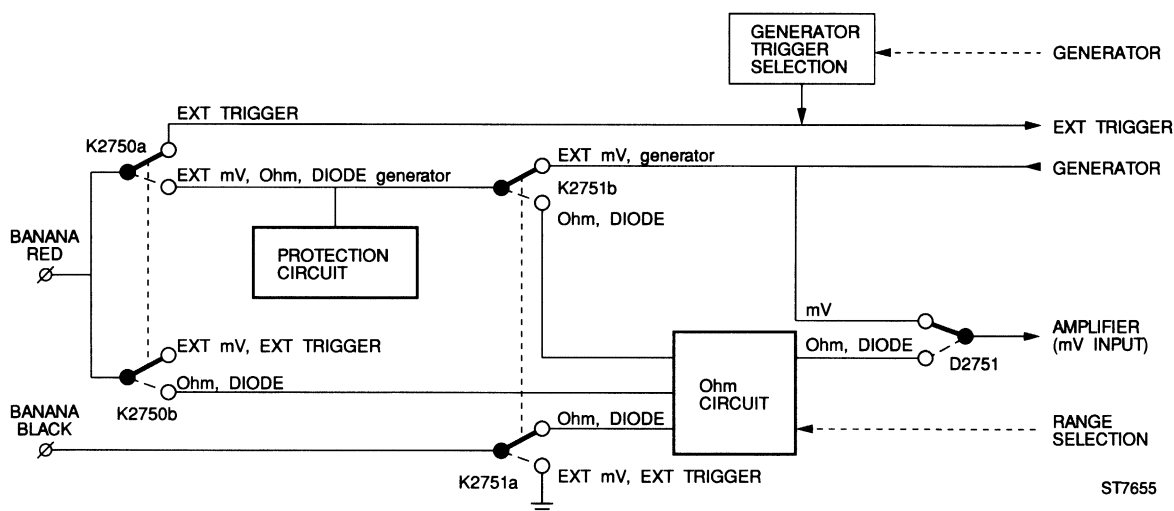 GENERATOR
TRIGGER
SELECTION
GENERATOR
EXT TRIGGER
EXT TRIGGER
K2750a
EXT mV, generator
GENERATOR
EXT mV, Ohm, DIODE generator
K2751b
Ohm, DIODE
BANANA
RED
PROTECTION
CIRCUIT
mV
AMPLIFIER
(mV INPUT)
EXT mV, EXT TRIGGER
Ohm, DIODE
D2751
Ohm, DIODE
Ohm
CIRCUIT
K2750b
BANANA
BLACK
Ohm, DIODE
RANGE
SELECTION
K2751a
EXT mV, EXT TRIGGER
ST7655